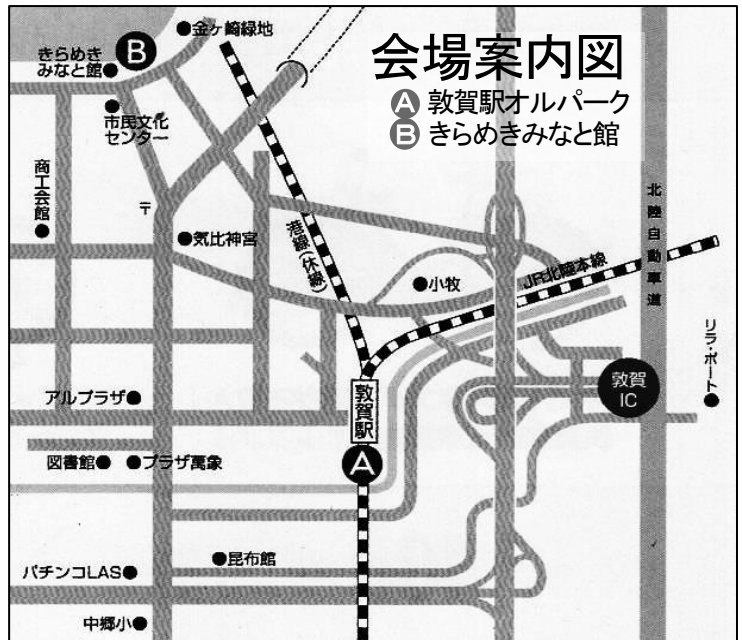 会場案内図
Ⓐ 敦賀駅オルパーク
Ⓑ きらめきみなと館
きらめき
みなと館
B
金ヶ崎緑地
市民文化
センター
商工会館
〒
気比神宮
港線(休線)
小牧
JR北陸本線
北陸自動車道
リラ・ポート
敦賀
IC
アルプラザ
敦賀駅
A
図書館
プラザ萬象
昆布館
パチンコLAS
中郷小